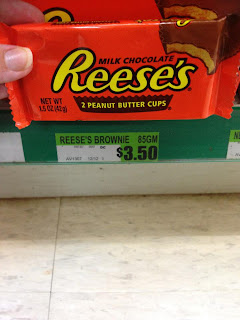 MILK CHOCOLATE
Reese's
2 PEANUT BUTTER CUPS
NET WT
1.5 OZ (42g)
REESE'S BROWNIE 85GM
$3.50